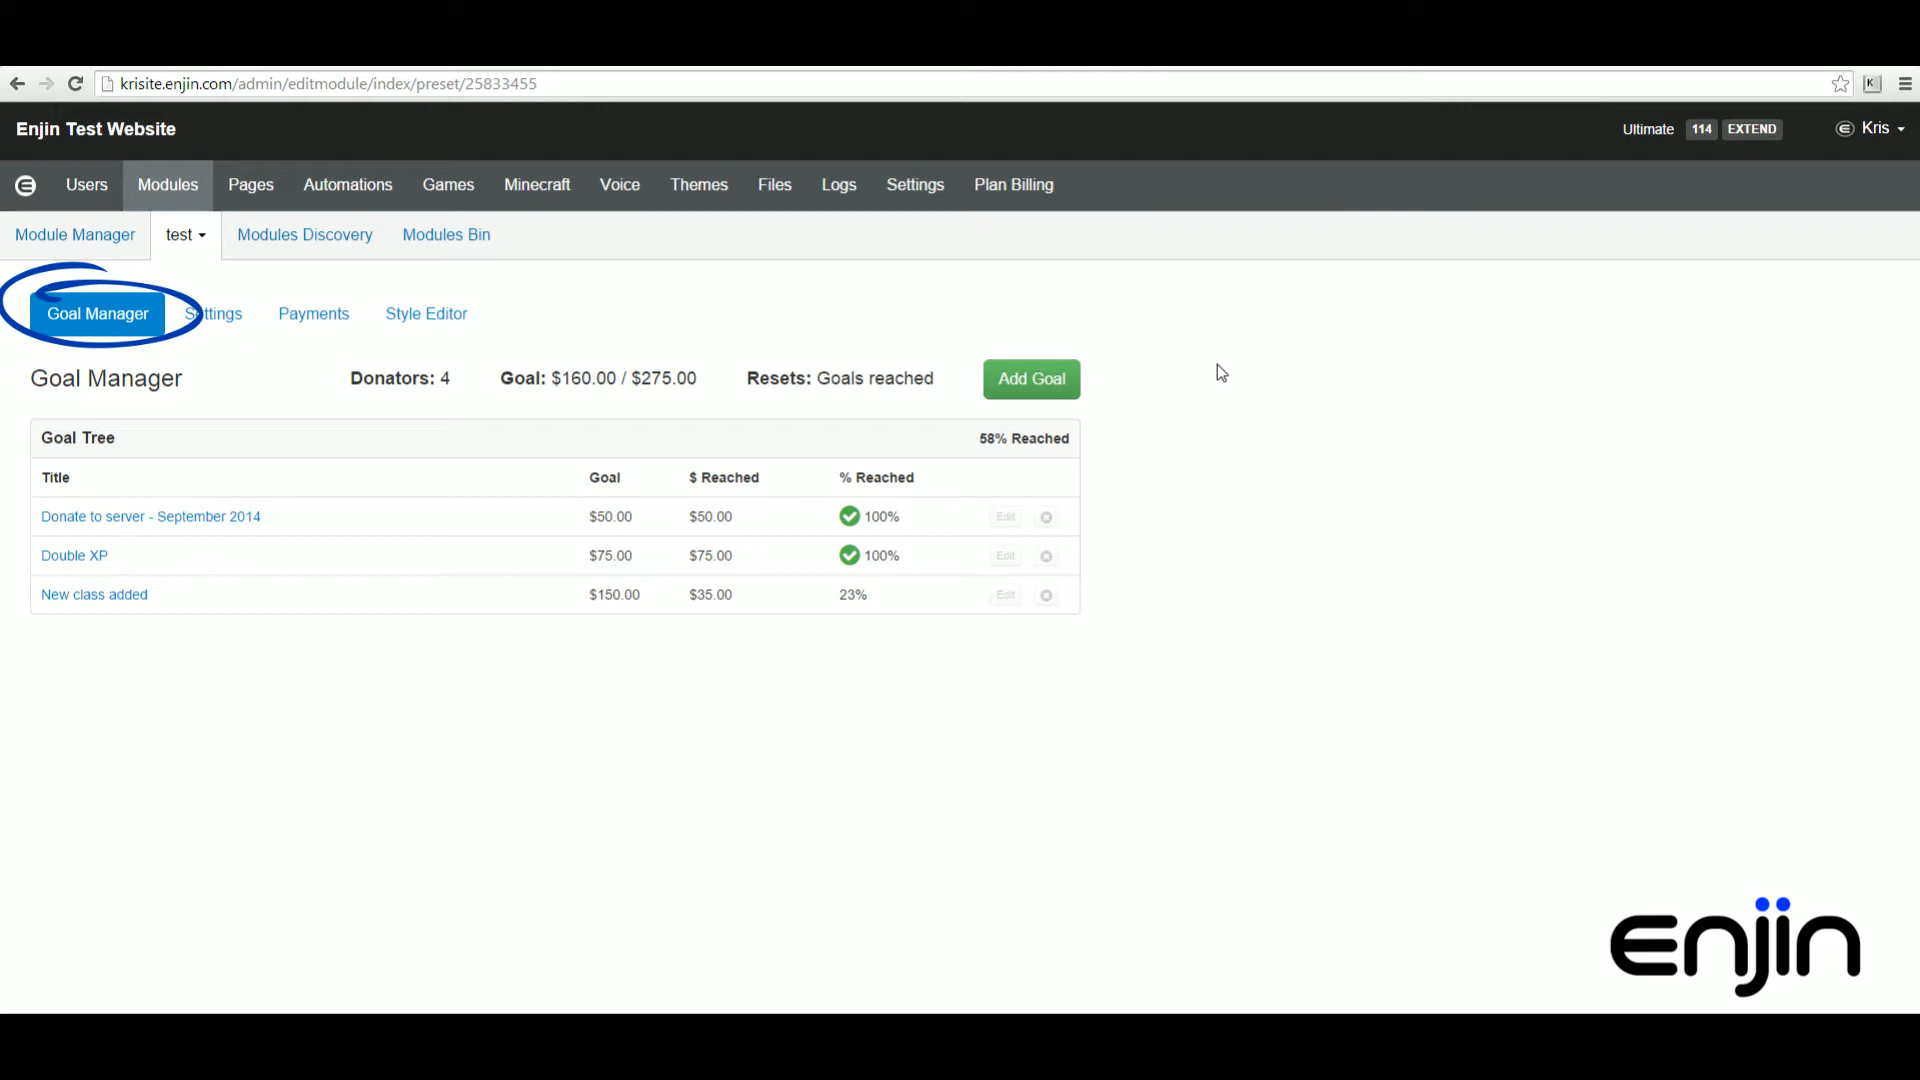 krisite.enjin.com/admin/editmodule/index/preset/25833455
Enjin Test Website
Ultimate 114 EXTEND Kris
Users Modules Pages Automations Games Minecraft Voice Themes Files Logs Settings Plan Billing
Module Manager test Modules Discovery Modules Bin
Goal Manager Settings Payments Style Editor
Goal Manager Donators: 4 Goal: $160.00 / $275.00 Resets: Goals reached Add Goal
Goal Tree 58% Reached
Title Goal $ Reached % Reached
Donate to server - September 2014 $50.00 $50.00 100% Edit
Double XP $75.00 $75.00 100% Edit
New class added $150.00 $35.00 23% Edit
enjin